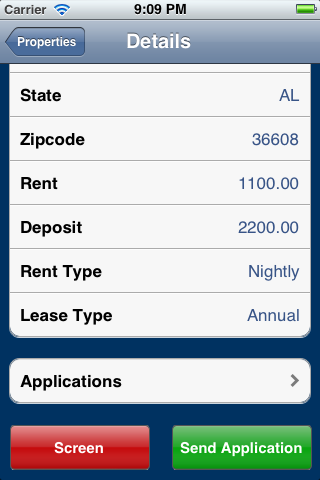 Carrier 9:09 PM
Properties Details
State AL
Zipcode 36608
Rent 1100.00
Deposit 2200.00
Rent Type Nightly
Lease Type Annual
Applications
Screen Send Application